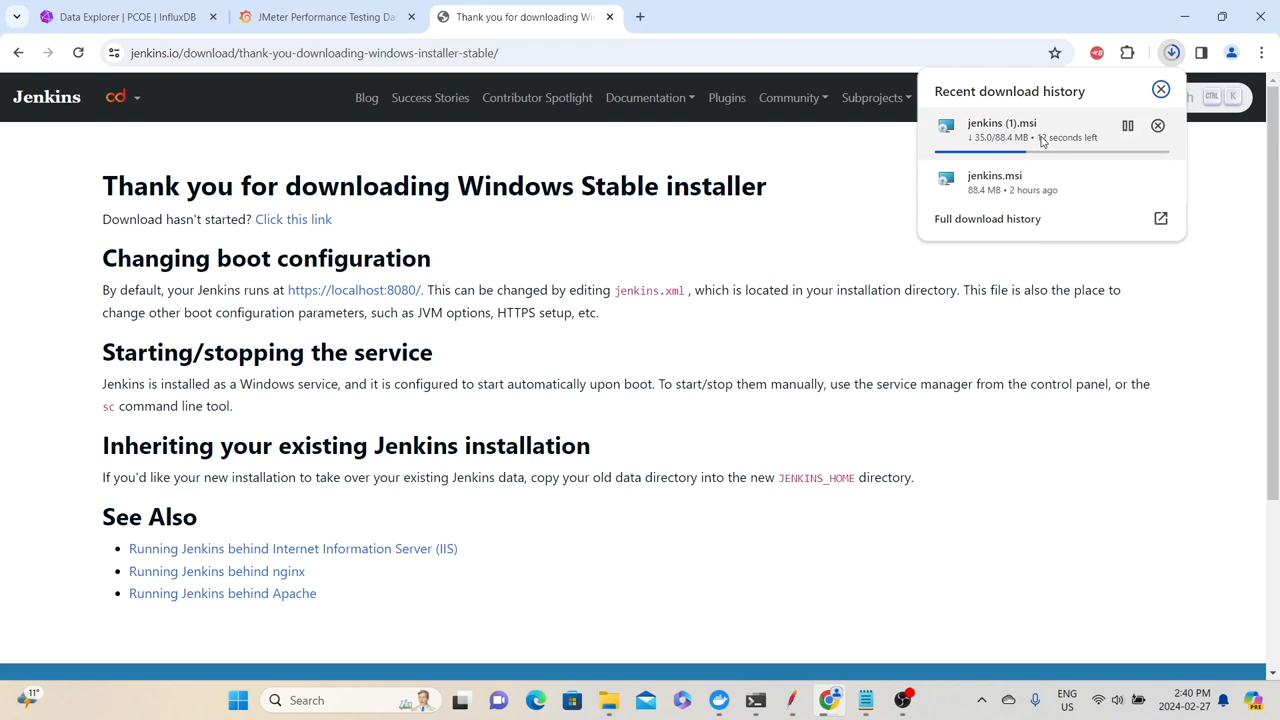 Data Explorer | PCOE | InfluxDB
JMeter Performance Testing Da
Thank you for downloading Wi
jenkins.io/download/thank-you-downloading-windows-installer-stable/
Jenkins
cd
Blog
Success Stories
Contributor Spotlight
Documentation
Plugins
Community
Subprojects
h
CTRL
K
Recent download history
jenkins (1).msi
↓ 35.0/88.4 MB • seconds left
jenkins.msi
88.4 MB • 2 hours ago
Full download history
Thank you for downloading Windows Stable installer
Download hasn't started? Click this link
Changing boot configuration
By default, your Jenkins runs at https://localhost:8080/. This can be changed by editing jenkins.xml, which is located in your installation directory. This file is also the place to
change other boot configuration parameters, such as JVM options, HTTPS setup, etc.
Starting/stopping the service
Jenkins is installed as a Windows service, and it is configured to start automatically upon boot. To start/stop them manually, use the service manager from the control panel, or the
sc command line tool.
Inheriting your existing Jenkins installation
If you'd like your new installation to take over your existing Jenkins data, copy your old data directory into the new JENKINS_HOME directory.
See Also
• Running Jenkins behind Internet Information Server (IIS)
• Running Jenkins behind nginx
• Running Jenkins behind Apache
11°
Search
ENG
US
2:40 PM
2024-02-27
PRE